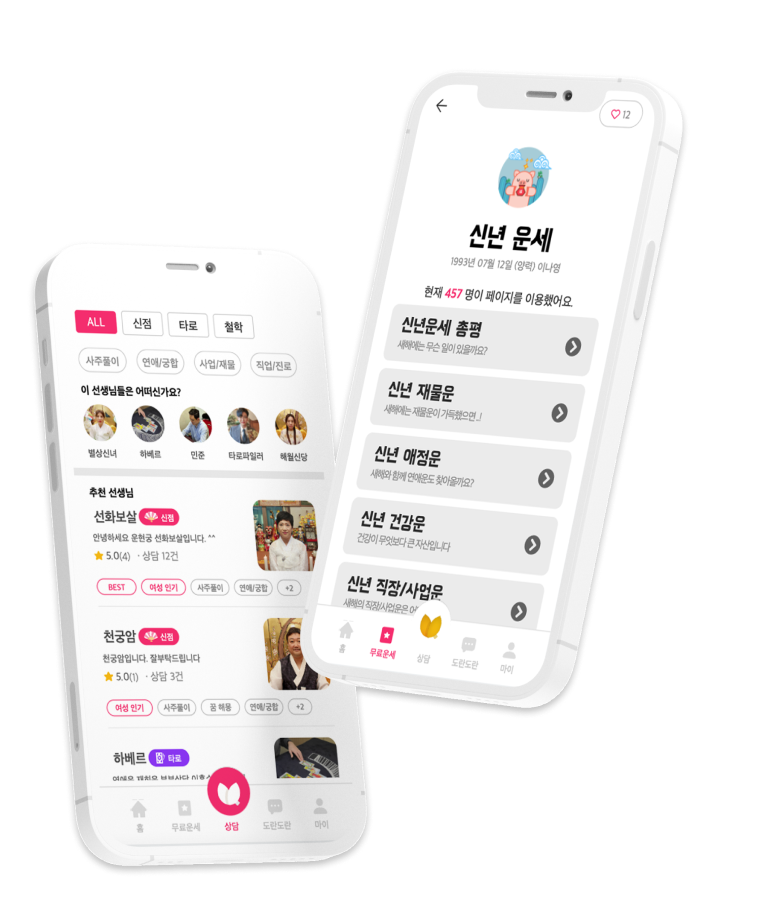 ALL 신점 타로 철학
사주풀이 연애/궁합 사업/재물 직업/진로
이 선생님들은 어떠신가요?
별상신녀 하베르 민준 타로파일러 해월신당
추천 선생님
선화보살 신점
안녕하세요 운현궁 선화보살입니다. ^^
5.0(4) · 상담 12건
BEST 여성 인기 사주풀이 연애/궁합 +2
천궁암 신점
천궁암입니다. 잘부탁드립니다
5.0(1) · 상담 3건
여성 인기 사주풀이 꿈 해몽 연애/궁합 +2
하베르 타로
홈 무료운세 상담 도란도란 마이
12
신년 운세
1993년 07월 12일 (양력) 이나영
현재 457 명이 페이지를 이용했어요.
신년운세 총평
새해에는 무슨 일이 있을까요?
신년 재물운
새해에는 재물운이 가득했으면..!
신년 애정운
새해와 함께 연애운도 찾아올까요?
신년 건강운
건강이 무엇보다 큰 자산입니다
신년 직장/사업운
새해의 직장/사업운은
홈 무료운세 상담 도란도란 마이